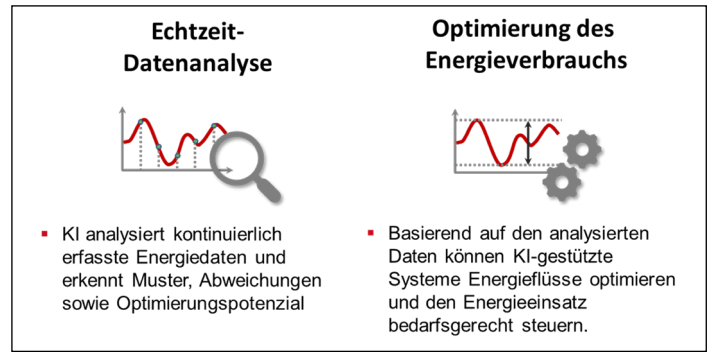 Echtzeit-
Datenanalyse
KI analysiert kontinuierlich
erfasste Energiedaten und
erkennt Muster, Abweichungen
sowie Optimierungspotenzial
Optimierung des
Energieverbrauchs
Basierend auf den analysierten
Daten können KI-gestützte
Systeme Energieflüsse optimieren
und den Energieeinsatz
bedarfsgerecht steuern.